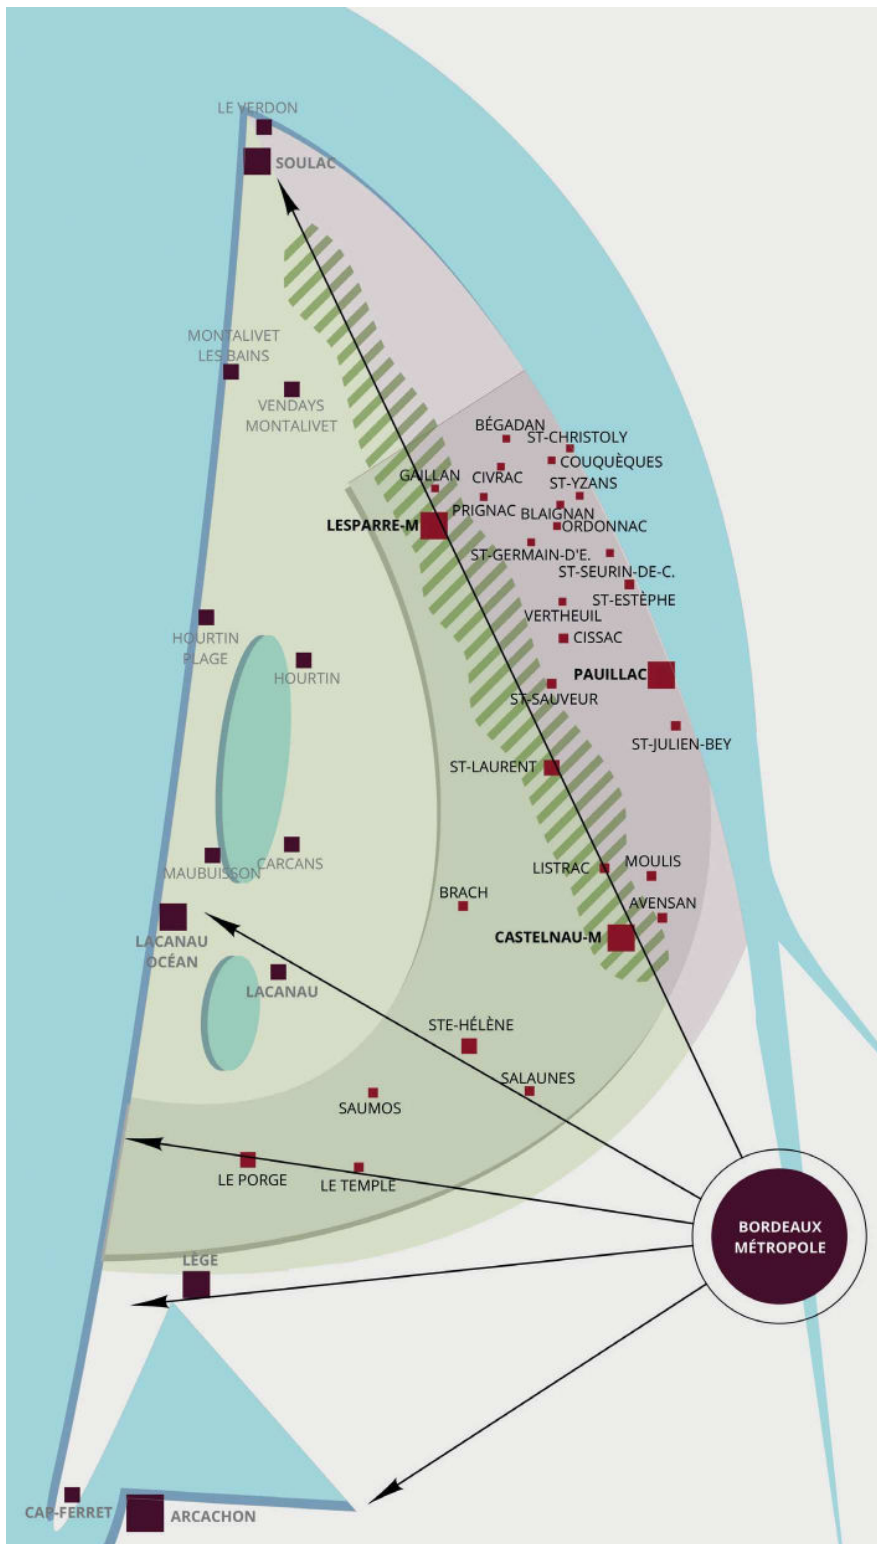 LE VERDON
SOULAC
MONTALIVET
LES BAINS
VENDAYS
MONTALIVET
BÉGADAN
ST-CHRISTOLY
COUQUÈQUES
GAILLAN
CIVRAC
ST-YZANS
PRIGNAC
BLAIGNAN
LESPARRE-M
ORDONNAC
ST-GERMAIN-D'E.
ST-SEURIN-DE-C.
ST-ESTÈPHE
VERTHEUIL
HOURTIN
PLAGE
CISSAC
HOURTIN
PAUILLAC
ST-SAUVEUR
ST-JULIEN-BEY
ST-LAURENT
MAUBUISSON
CARCANS
LISTRAC
MOULIS
BRACH
AVENSAN
LACANAU
OCÉAN
CASTELNAU-M
LACANAU
STE-HÉLÈNE
SALAUNES
SAUMOS
LE PORGE
LE TEMPLE
BORDEAUX
MÉTROPOLE
LÈGE
CAP-FERRET
ARCACHON